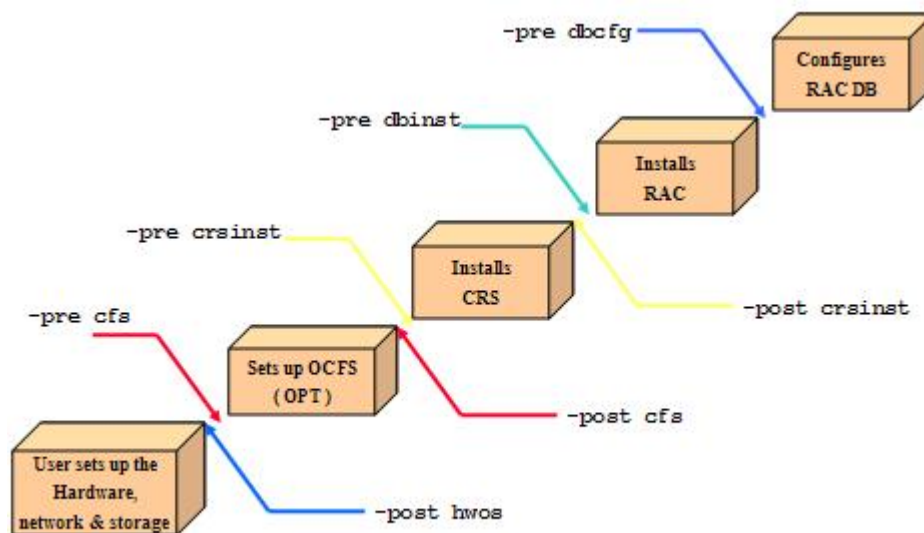 -pre dbcfg
Configures
RAC DB
-pre dbinst
Installs
RAC
-pre crsinst
Installs
CRS
-post crsinst
-pre cfs
Sets up OCFS
( OPT )
-post cfs
User sets up the
Hardware,
network & storage
-post hwos